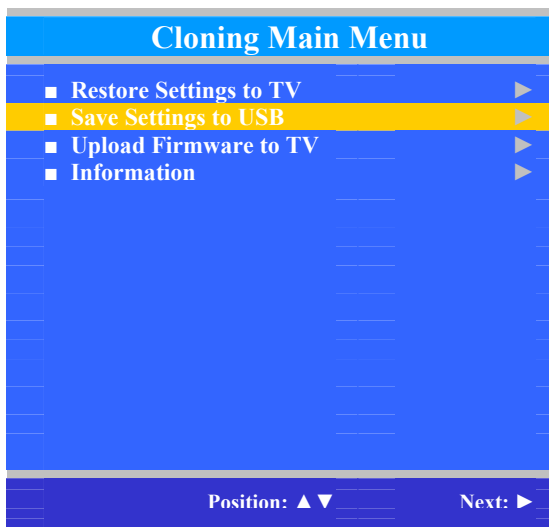 Cloning Main Menu
■ Restore Settings to TV ►
■ Save Settings to USB ►
■ Upload Firmware to TV ►
■ Information ►
Position: ▲▼ Next: ►